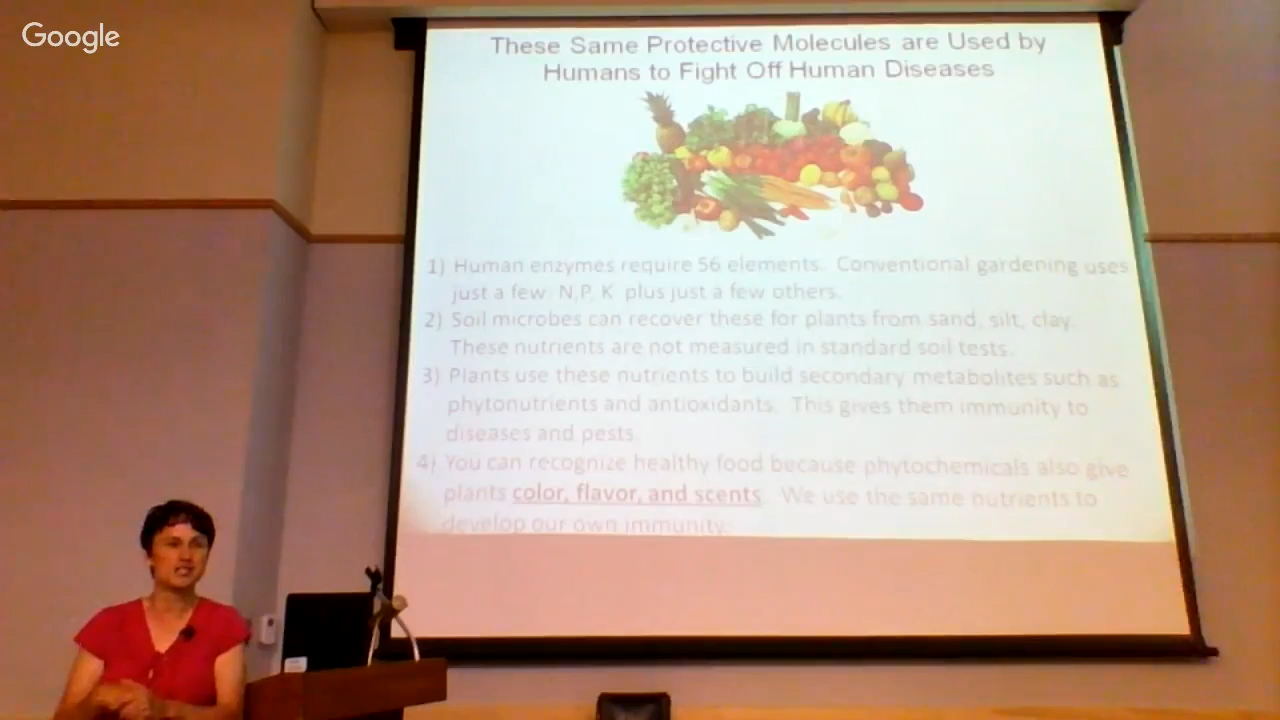 Google
These Same Protective Molecules are Used by
Humans to Fight Off Human Diseases
1) Human enzymes require 56 elements. Conventional gardening uses
just a few: N,P, K plus just a few others.
2) Soil microbes can recover these for plants from sand, silt, clay.
These nutrients are not measured in standard soil tests.
3) Plants use these nutrients to build secondary metabolites such as
phytonutrients and antioxidants. This gives them immunity to
diseases and pests.
4) You can recognize healthy food because phytochemicals also give
plants color, flavor, and scents. We use the same nutrients to
develop our own immunity.